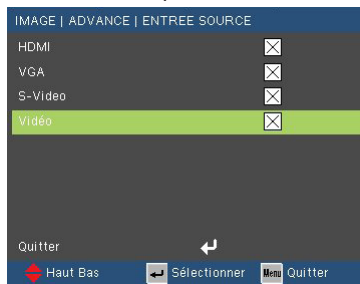 IMAGE | ADVANCE | ENTREE SOURCE
HDMI
VGA
S-Video
Vidéo
Quitter
Haut Bas Sélectionner Menu Quitter